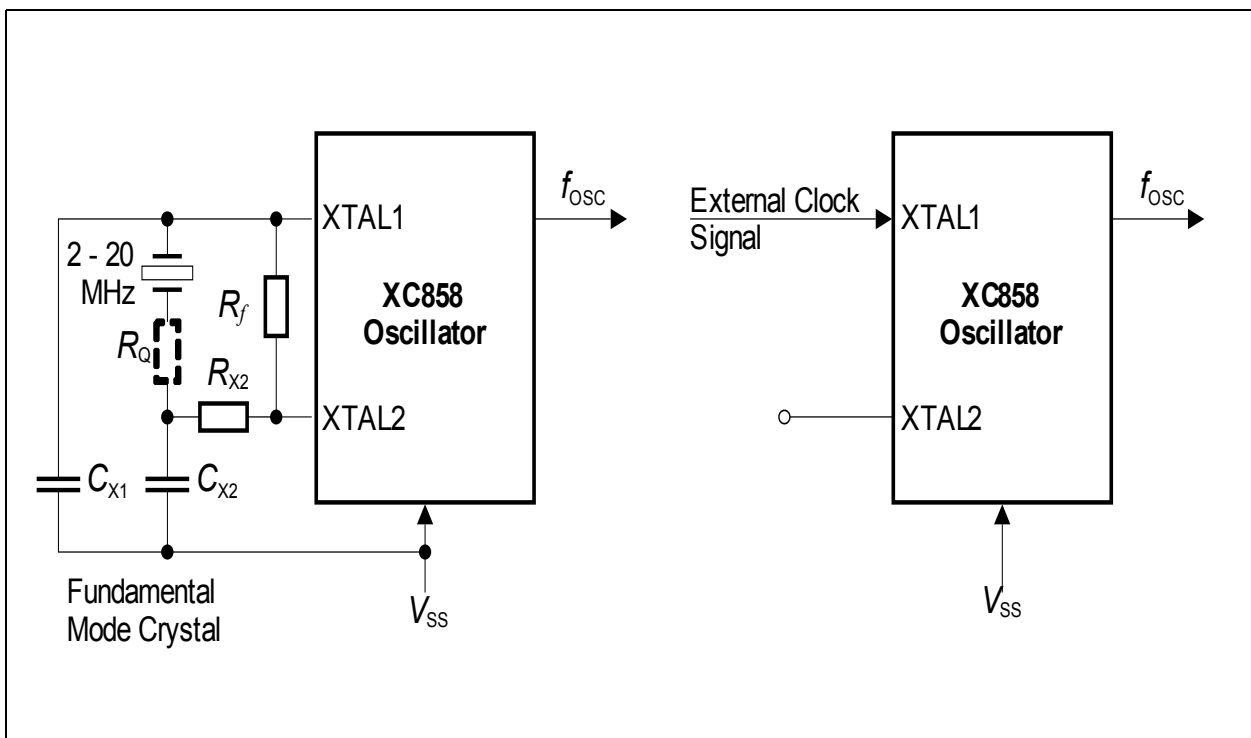 2 - 20
MHz
R_Q
R_X2
R_f
C_X1
C_X2
Fundamental
Mode Crystal
XTAL1
XC858
Oscillator
XTAL2
f_OSC
V_SS
External Clock
Signal
XTAL1
XC858
Oscillator
XTAL2
f_OSC
V_SS